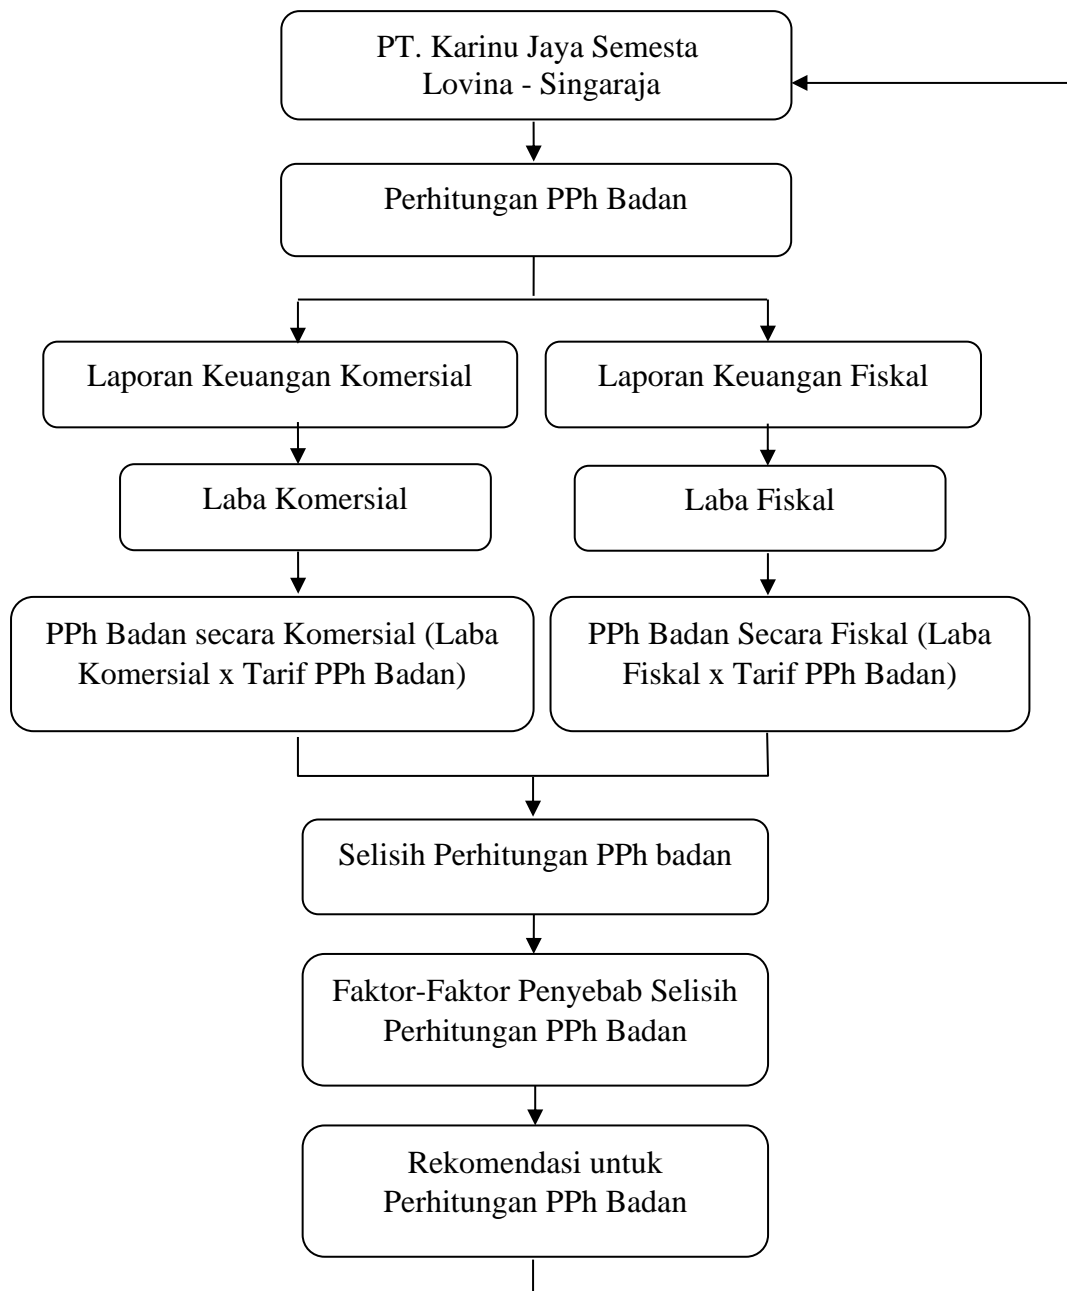 PT. Karinu Jaya Semesta
Lovina - Singaraja
Perhitungan PPh Badan
Laporan Keuangan Komersial
Laporan Keuangan Fiskal
Laba Komersial
Laba Fiskal
PPh Badan secara Komersial (Laba
Komersial x Tarif PPh Badan)
PPh Badan Secara Fiskal (Laba
Fiskal x Tarif PPh Badan)
Selisih Perhitungan PPh badan
Faktor-Faktor Penyebab Selisih
Perhitungan PPh Badan
Rekomendasi untuk
Perhitungan PPh Badan